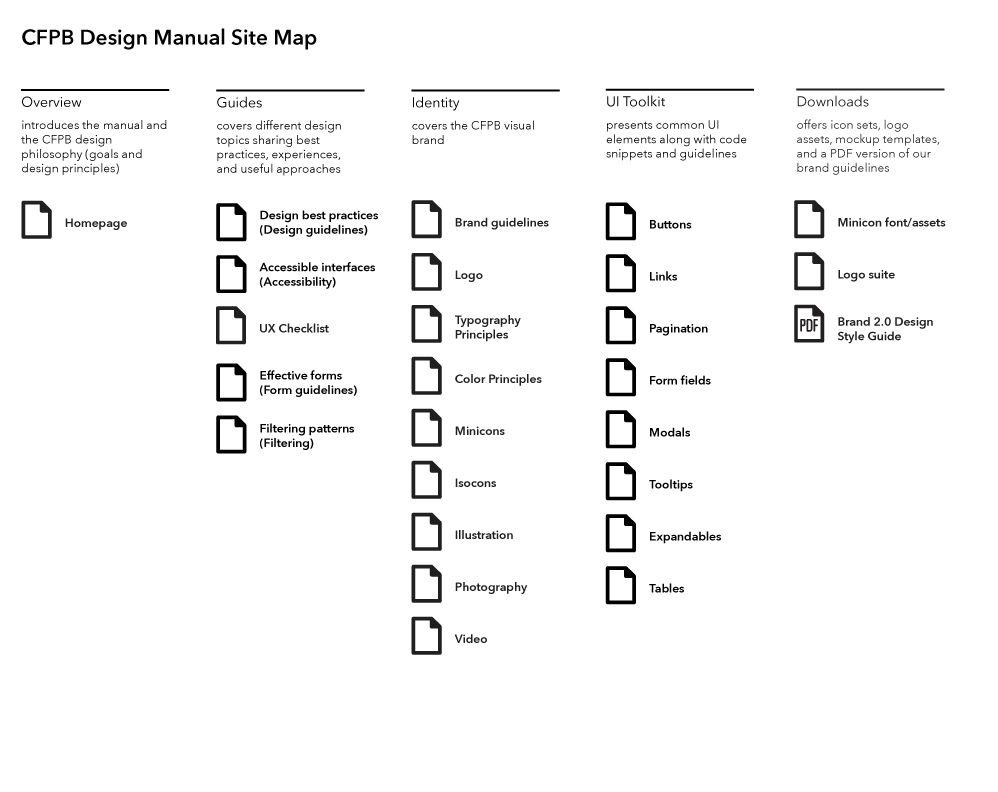 CFPB Design Manual Site Map
Overview
introduces the manual and
the CFPB design
philosophy (goals and
design principles)
Homepage
Guides
covers different design
topics sharing best
practices, experiences,
and useful approaches
Design best practices
(Design guidelines)
Accessible interfaces
(Accessibility)
UX Checklist
Effective forms
(Form guidelines)
Filtering patterns
(Filtering)
Identity
covers the CFPB visual
brand
Brand guidelines
Logo
Typography
Principles
Color Principles
Minicons
Isocons
Illustration
Photography
Video
UI Toolkit
presents common UI
elements along with code
snippets and guidelines
Buttons
Links
Pagination
Form fields
Modals
Tooltips
Expandables
Tables
Downloads
offers icon sets, logo
assets, mockup templates,
and a PDF version of our
brand guidelines
Minicon font/assets
Logo suite
PDF
Brand 2.0 Design
Style Guide